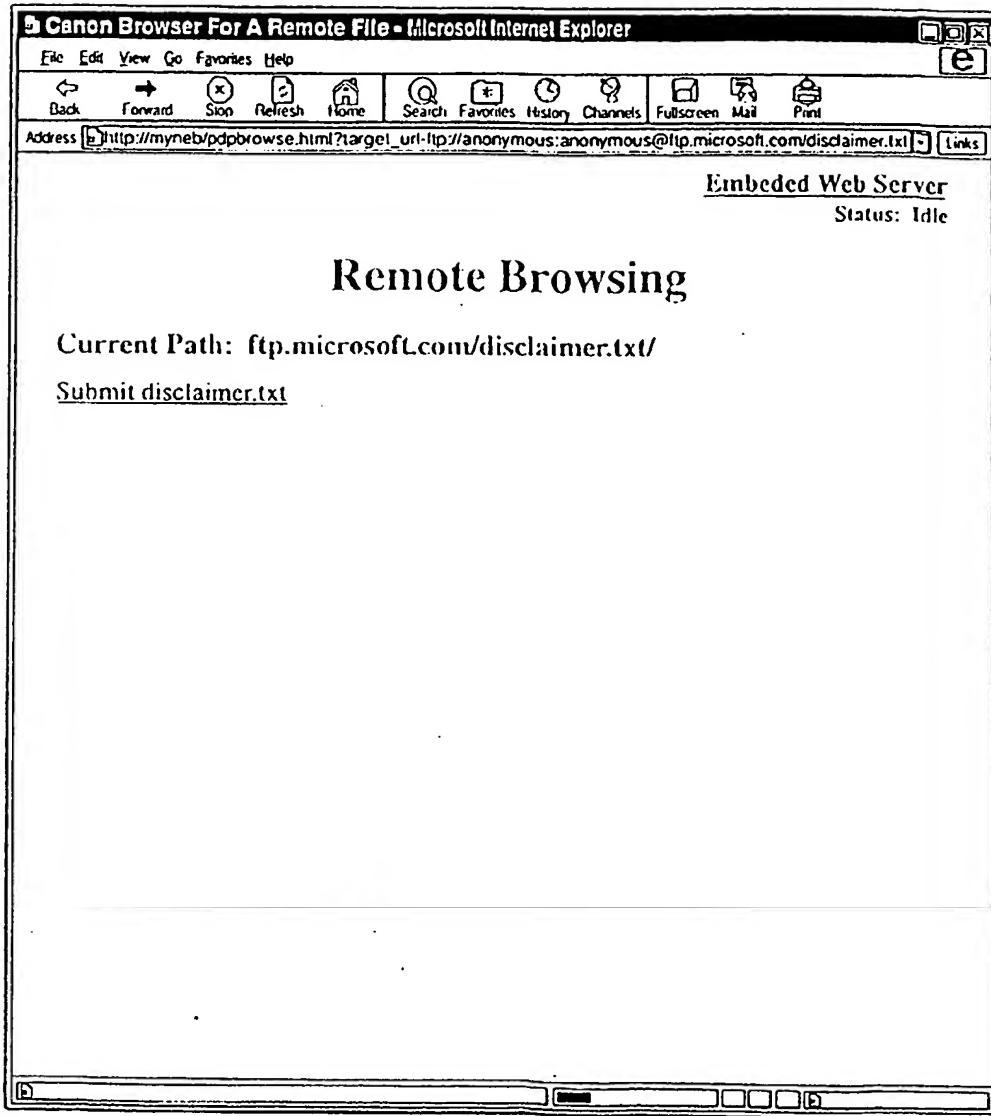 Canon Browser For A Remote File - Microsoft Internet Explorer
File Edit View Go Favorites Help
Back Forward Stop Refresh Home Search Favorites History Channels Fullscreen Mail Print
Address http://myneb/pdpbrowse.html?target_url-ftp://anonymous:anonymous@ftp.microsoft.com/disclaimer.txt Links
Embeded Web Server
Status: Idle
Remote Browsing
Current Path: ftp.microsoft.com/disclaimer.txt/
Submit disclaimer.txt